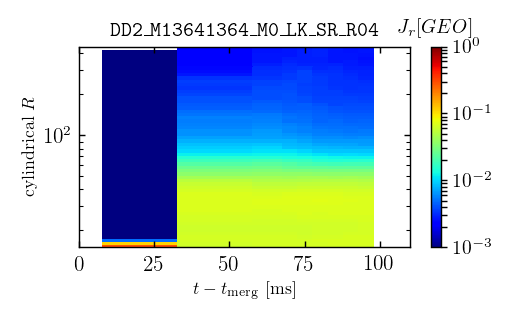 DD2_M13641364_M0_LK_SR_R04
J_r[GEO]
cylindrical R
10^2
10^0
10^{-1}
10^{-2}
10^{-3}
0 25 50 75 100
t − t_merg [ms]